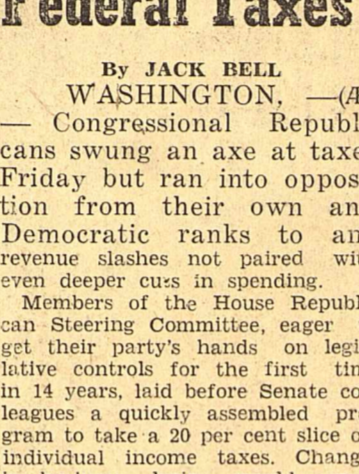 Federal Taxes
By JACK BELL
WASHINGTON, —(
— Congressional Republ
cans swung an axe at taxe
Friday but ran into oppos
tion from their own an
Democratic ranks to an
revenue slashes not paired wit
even deeper cuts in spending.
Members of the House Republ
can Steering Committee, eager
get their party's hands on legi
lative controls for the first tim
in 14 years, laid before Senate co
leagues a quickly assembled pr
gram to take a 20 per cent slice o
individual income taxes. Chang